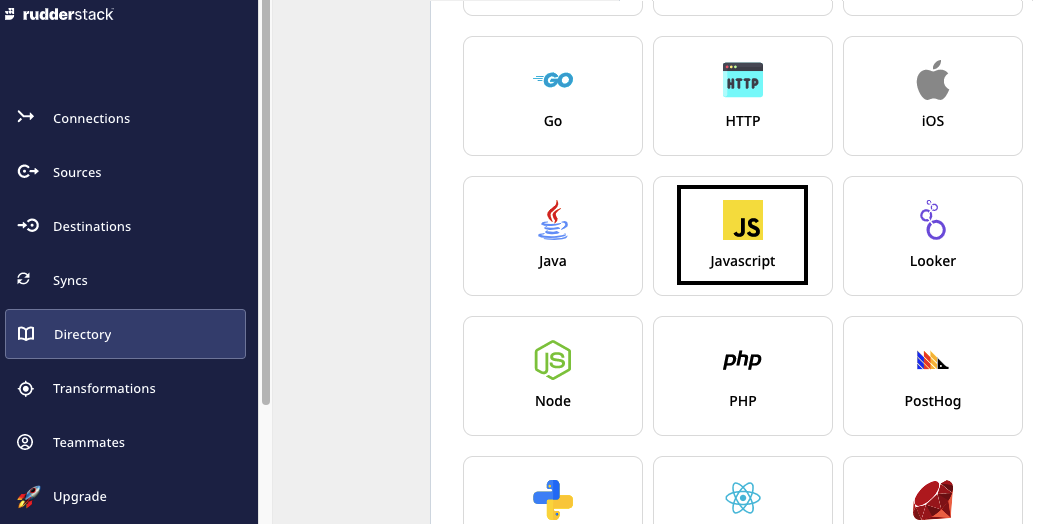 rudderstack
Connections
Sources
Destinations
Syncs
Directory
Transformations
Teammates
Upgrade
GO
HTTP
Go
HTTP
iOS
JS
Java
Javascript
Looker
JS
php
Node
PHP
PostHog